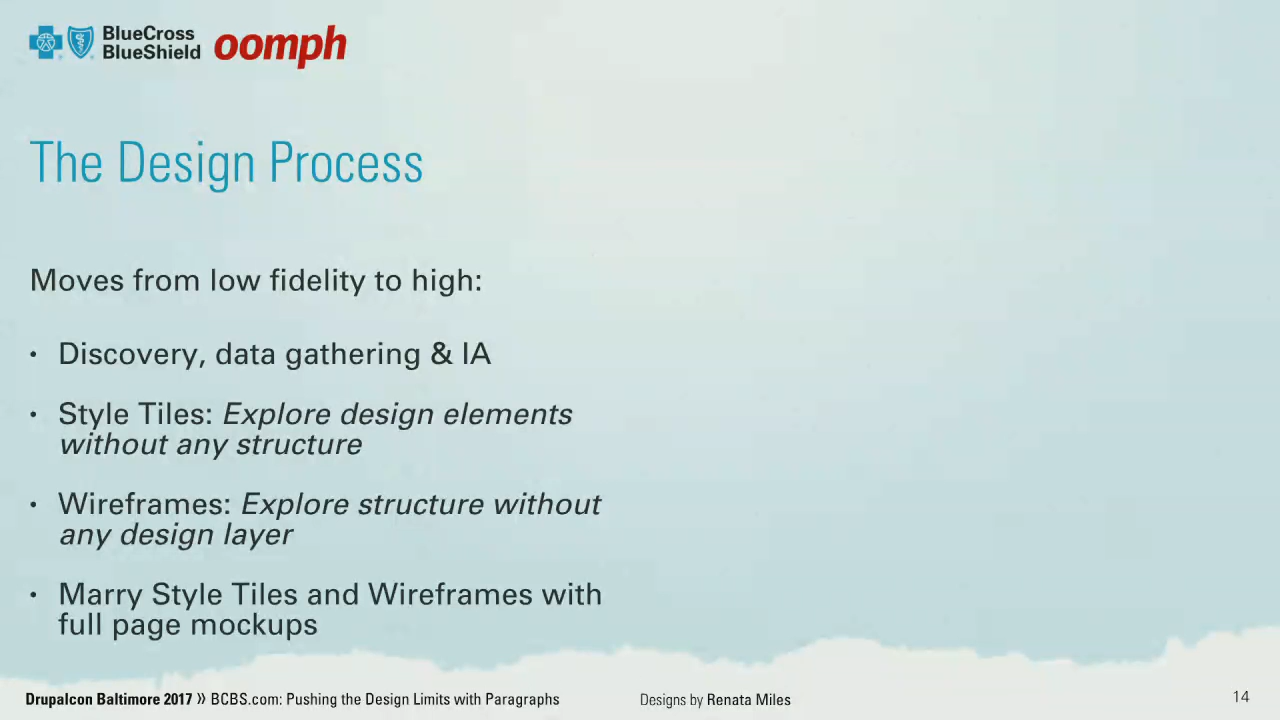 BlueCross
BlueShield
oomph
The Design Process
Moves from low fidelity to high:
• Discovery, data gathering & IA
• Style Tiles: Explore design elements
without any structure
• Wireframes: Explore structure without
any design layer
• Marry Style Tiles and Wireframes with
full page mockups
Drupalcon Baltimore 2017 » BCBS.com: Pushing the Design Limits with Paragraphs
Designs by Renata Miles
14